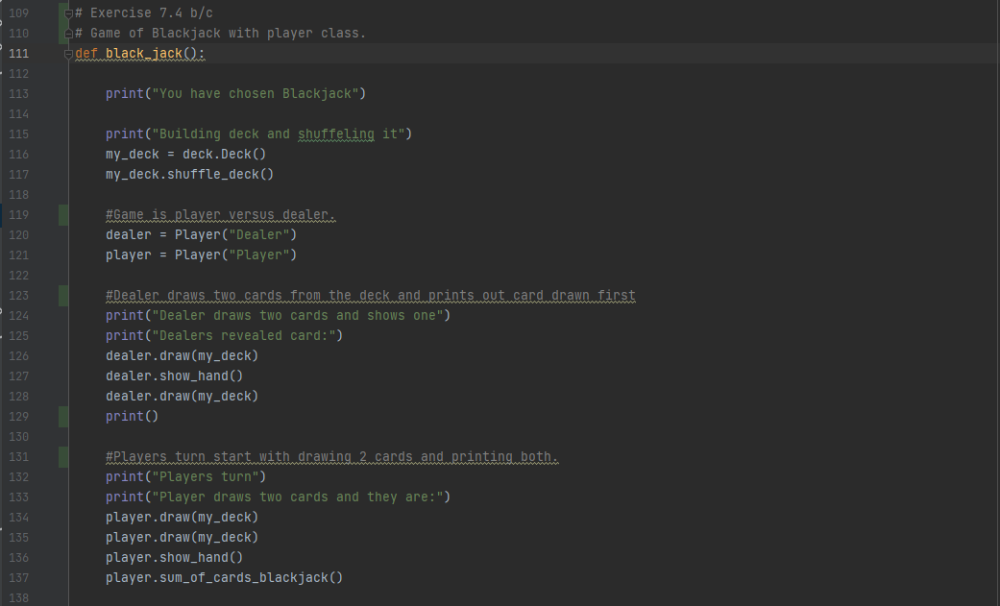 109 # Exercise 7.4 b/c
110 # Game of Blackjack with player class.
111 def black_jack():
112
113     print("You have chosen Blackjack")
114
115     print("Building deck and shuffeling it")
116     my_deck = deck.Deck()
117     my_deck.shuffle_deck()
118
119     #Game is player versus dealer.
120     dealer = Player("Dealer")
121     player = Player("Player")
122
123     #Dealer draws two cards from the deck and prints out card drawn first
124     print("Dealer draws two cards and shows one")
125     print("Dealers revealed card:")
126     dealer.draw(my_deck)
127     dealer.show_hand()
128     dealer.draw(my_deck)
129     print()
130
131     #Players turn start with drawing 2 cards and printing both.
132     print("Players turn")
133     print("Player draws two cards and they are:")
134     player.draw(my_deck)
135     player.draw(my_deck)
136     player.show_hand()
137     player.sum_of_cards_blackjack()
138